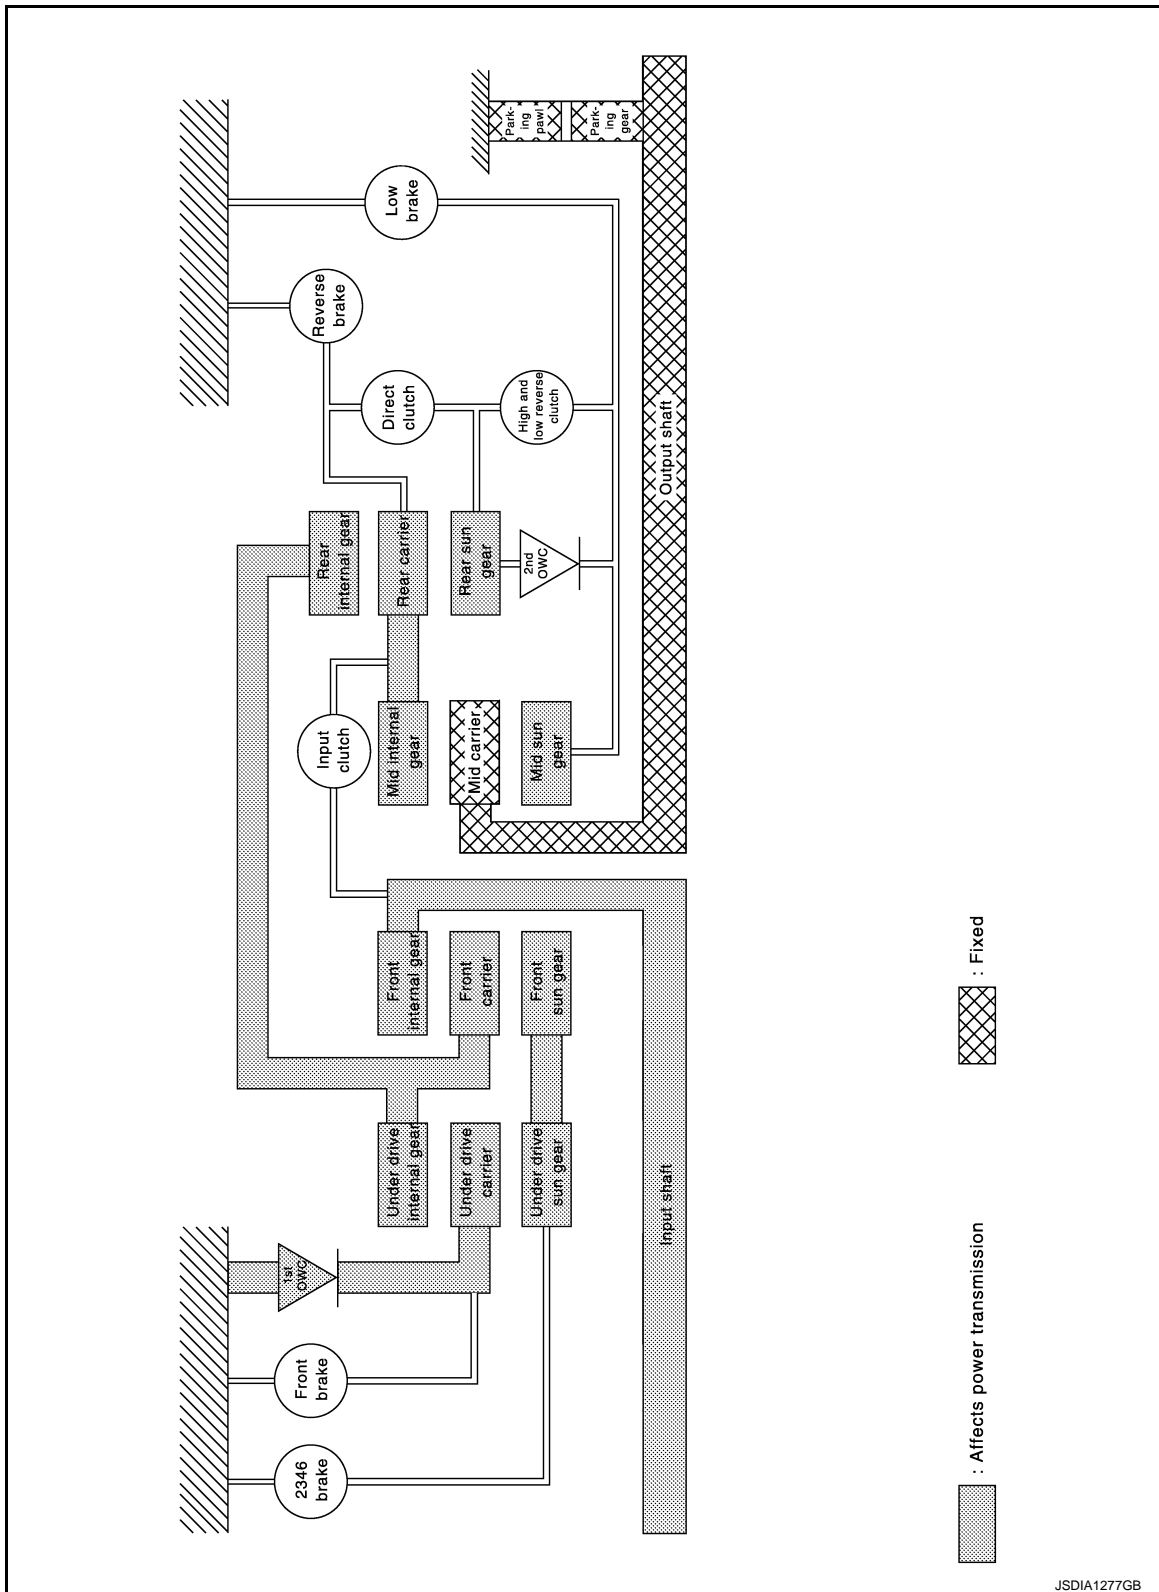 2346
brake
Front
brake
1st
OWC
Under drive
internal gear
Under drive
carrier
Under drive
sun gear
Front
internal gear
Front
carrier
Front
sun gear
Input shaft
Input
clutch
Mid internal
gear
Mid carrier
Mid sun
gear
Rear
internal gear
Rear carrier
Rear sun
gear
2nd
OWC
Reverse
brake
Direct
clutch
High and
low reverse
clutch
Low
brake
Output shaft
Park-
ing
pawl
Park-
ing
gear
: Affects power transmission
: Fixed
JSDIA1277GB